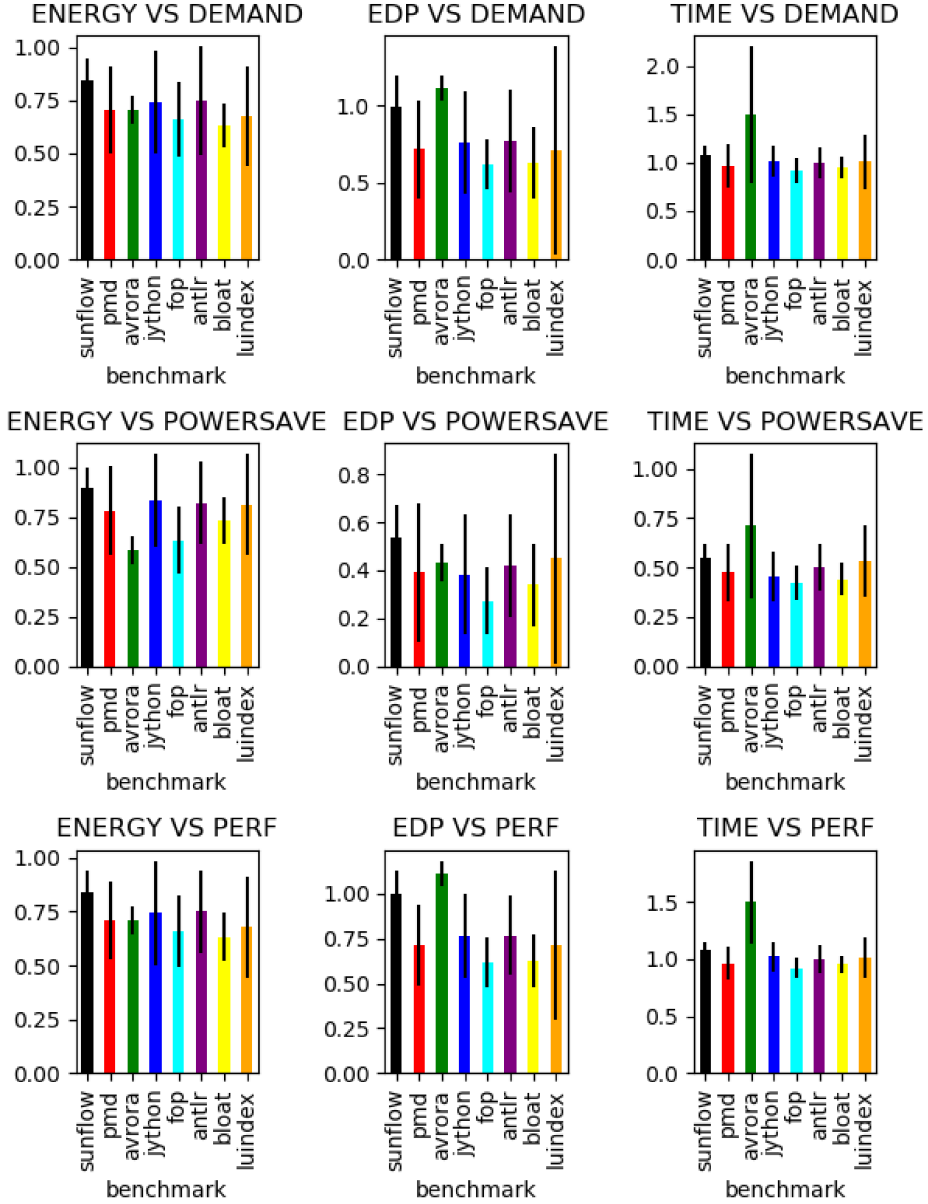 ENERGY VS DEMAND
1.00
0.75
0.50
0.25
0.00
sunflow
pmd
avrora
jython
fop
antlr
bloat
luindex
benchmark
EDP VS DEMAND
1.0
0.5
0.0
sunflow
pmd
avrora
jython
fop
antlr
bloat
luindex
benchmark
TIME VS DEMAND
2.0
1.5
1.0
0.5
0.0
sunflow
pmd
avrora
jython
fop
antlr
bloat
luindex
benchmark
ENERGY VS POWERSAVE
1.00
0.75
0.50
0.25
0.00
sunflow
pmd
avrora
jython
fop
antlr
bloat
luindex
benchmark
EDP VS POWERSAVE
0.8
0.6
0.4
0.2
0.0
sunflow
pmd
avrora
jython
fop
antlr
bloat
luindex
benchmark
TIME VS POWERSAVE
1.00
0.75
0.50
0.25
0.00
sunflow
pmd
avrora
jython
fop
antlr
bloat
luindex
benchmark
ENERGY VS PERF
1.00
0.75
0.50
0.25
0.00
sunflow
pmd
avrora
jython
fop
antlr
bloat
luindex
benchmark
EDP VS PERF
1.00
0.75
0.50
0.25
0.00
sunflow
pmd
avrora
jython
fop
antlr
bloat
luindex
benchmark
TIME VS PERF
1.5
1.0
0.5
0.0
sunflow
pmd
avrora
jython
fop
antlr
bloat
luindex
benchmark